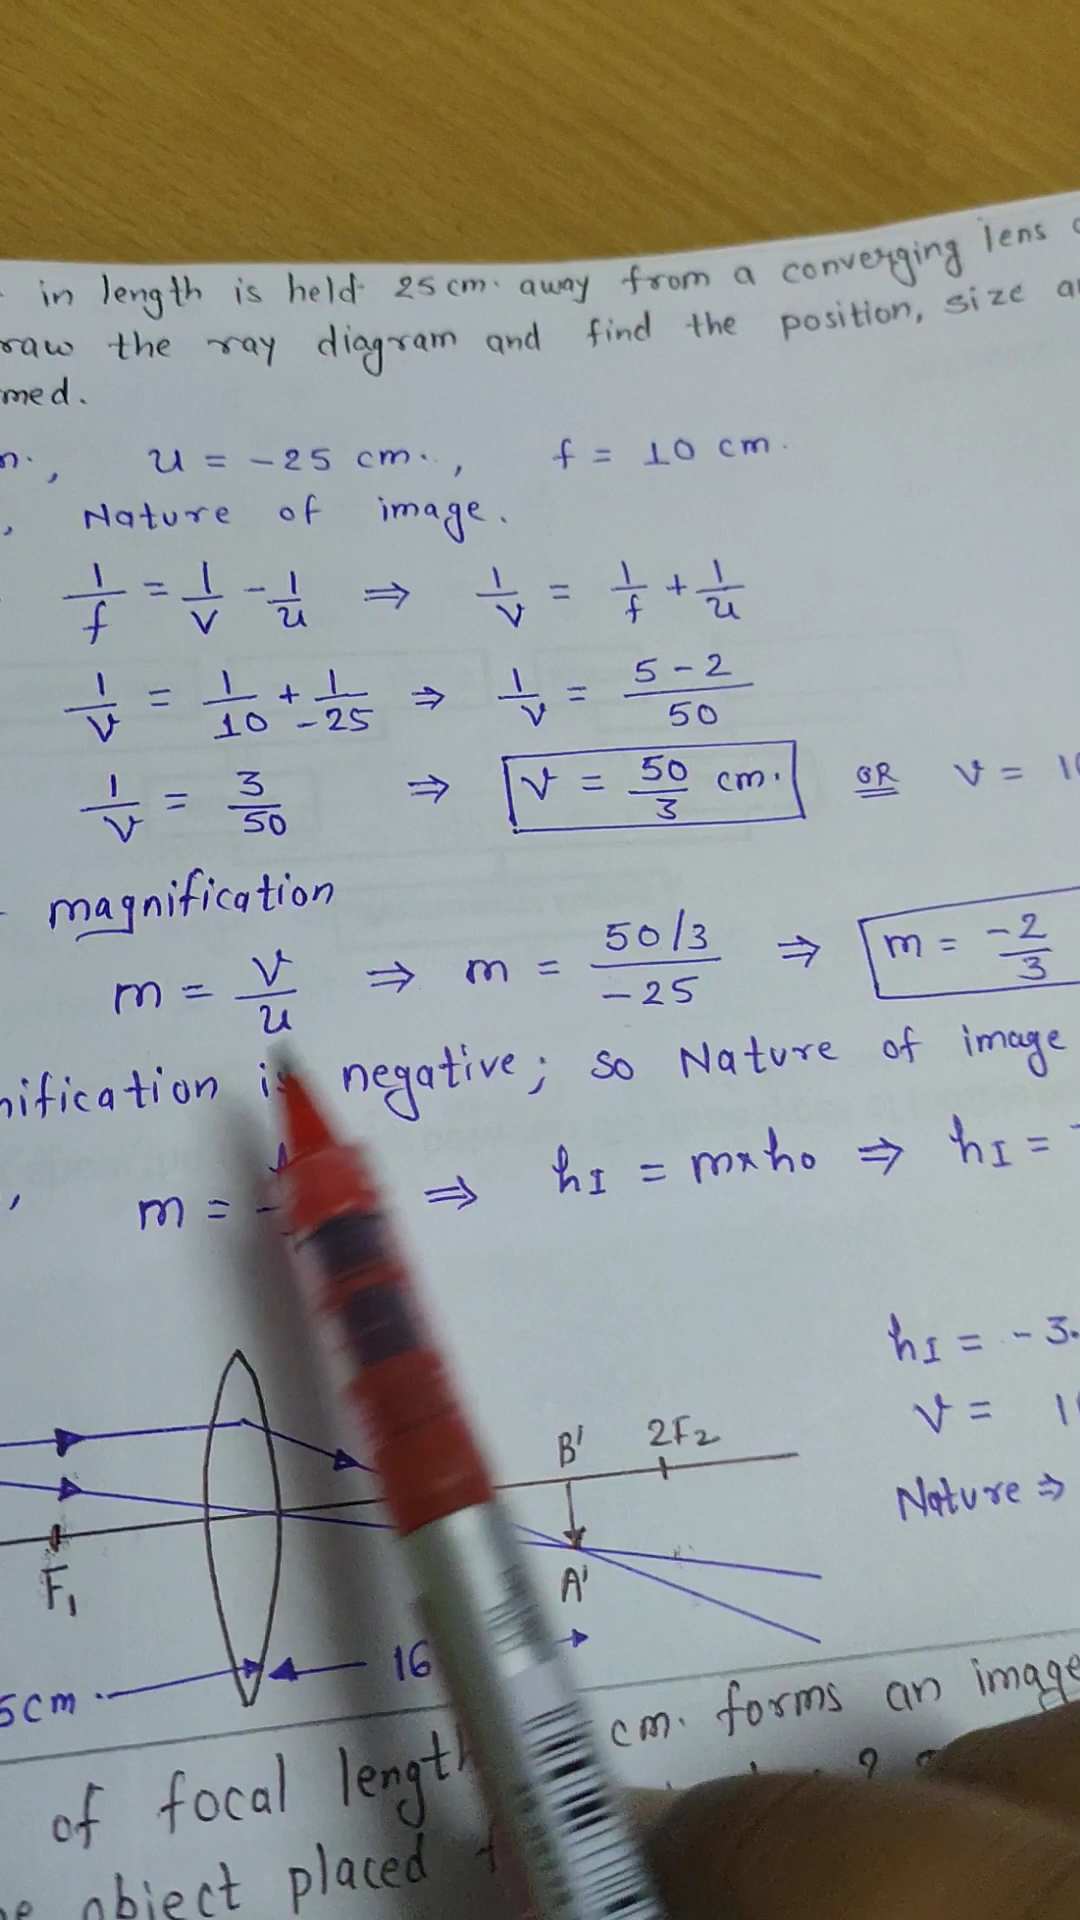 in length is held 25 cm. away from a converging lens
the ray diagram and find the position, size
u = -25 cm., f = 10 cm.
, Nature of image.
1/f = 1/v - 1/u ⇒ 1/v = 1/f + 1/u
1/v = 1/10 + 1/-25 ⇒ 1/v = 5-2/50
1/v = 3/50 ⇒ v = 50/3 cm. OR v =
magnification
m = v/u ⇒ m = 50/3/-25 ⇒ m = -2/3
negative; so Nature of image
, m = ⇒ hI = m×ho ⇒ hI =
hI = -3.
v =
B' 2F2
Nature ⇒
F1 A'
16
cm.
of focal length cm. forms an image
object placed